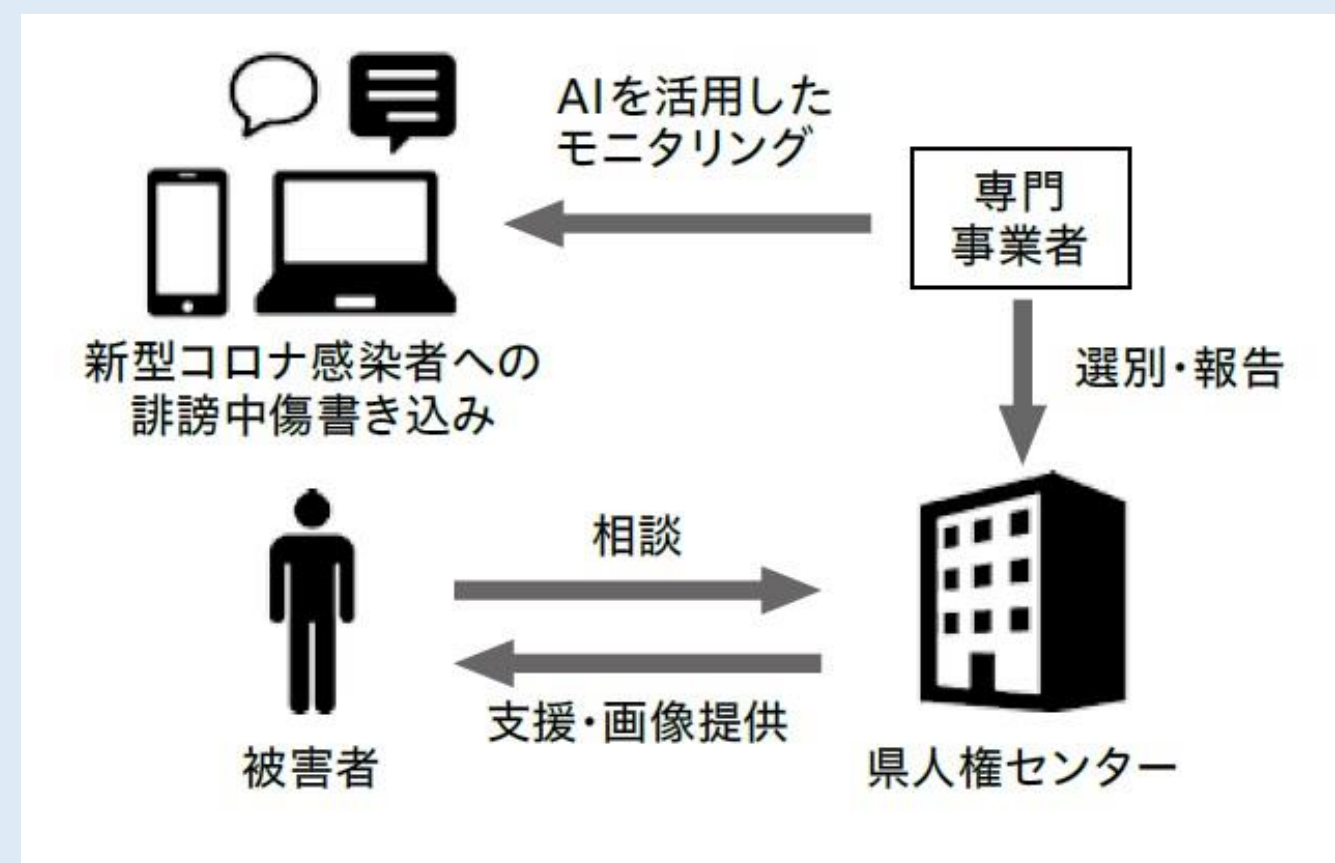 AIを活用した
モニタリング
専門
事業者
新型コロナ感染者への
誹謗中傷書き込み
選別・報告
相談
支援・画像提供
被害者
県人権センター